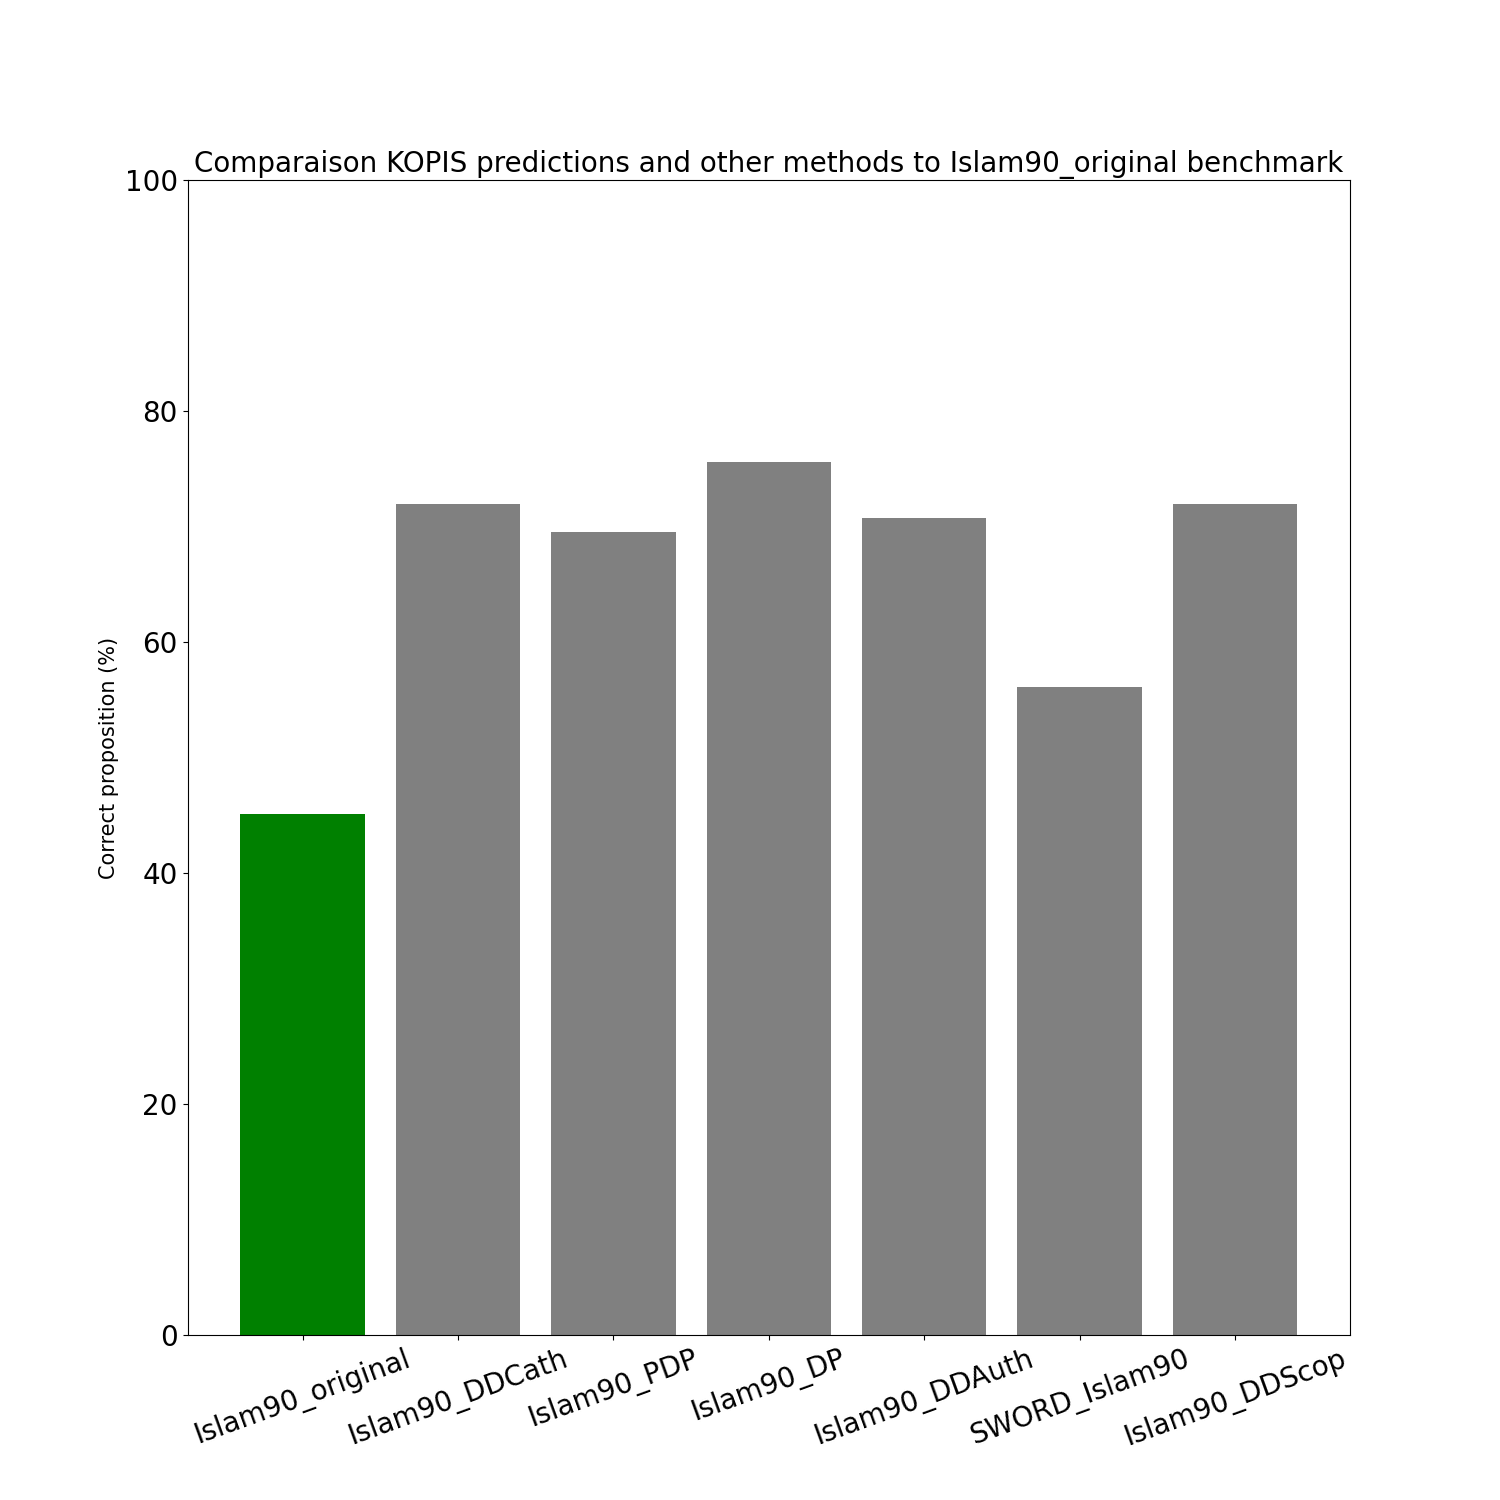 Comparaison KOPIS predictions and other methods to Islam90_original benchmark
100
80
60
40
20
0
Correct proposition (%)
Islam90_original
Islam90_DDCath
Islam90_PDP
Islam90_DP
Islam90_DDAuth
SWORD_Islam90
Islam90_DDScop